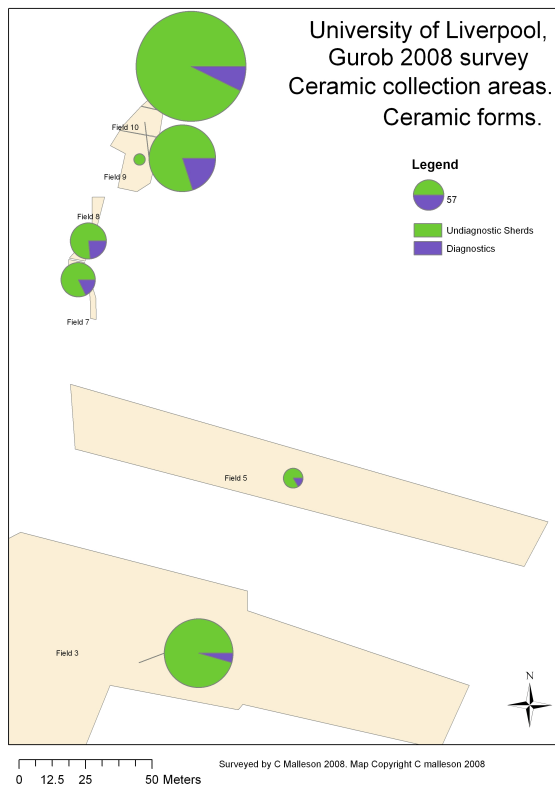 University of Liverpool,
Gurob 2008 survey
Ceramic collection areas.
Ceramic forms.
Field 10
Legend
Field 9
57
Field 8
Undiagnostic Sherds
Diagnostics
Field 7
Field 5
Field 3
N
Surveyed by C Malleson 2008. Map Copyright C malleson 2008
0 12.5 25 50 Meters